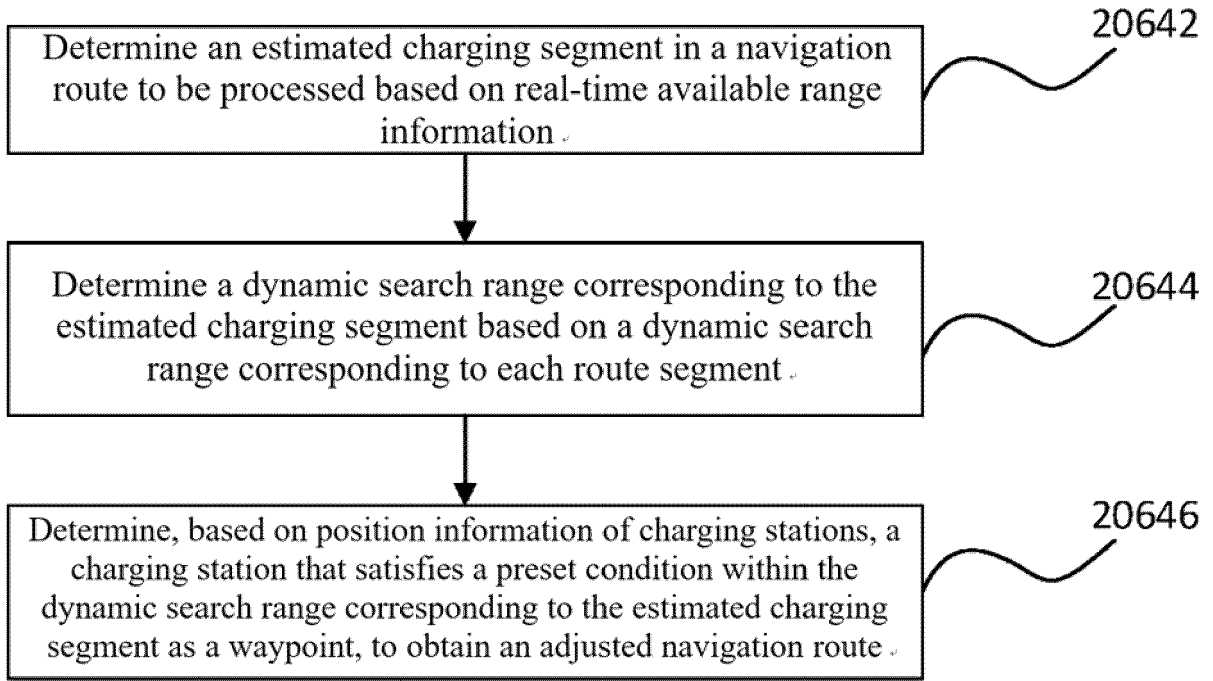 20642
Determine an estimated charging segment in a navigation
route to be processed based on real-time available range
information
20644
Determine a dynamic search range corresponding to the
estimated charging segment based on a dynamic search
range corresponding to each route segment
20646
Determine, based on position information of charging stations, a
charging station that satisfies a preset condition within the
dynamic search range corresponding to the estimated charging
segment as a waypoint, to obtain an adjusted navigation route